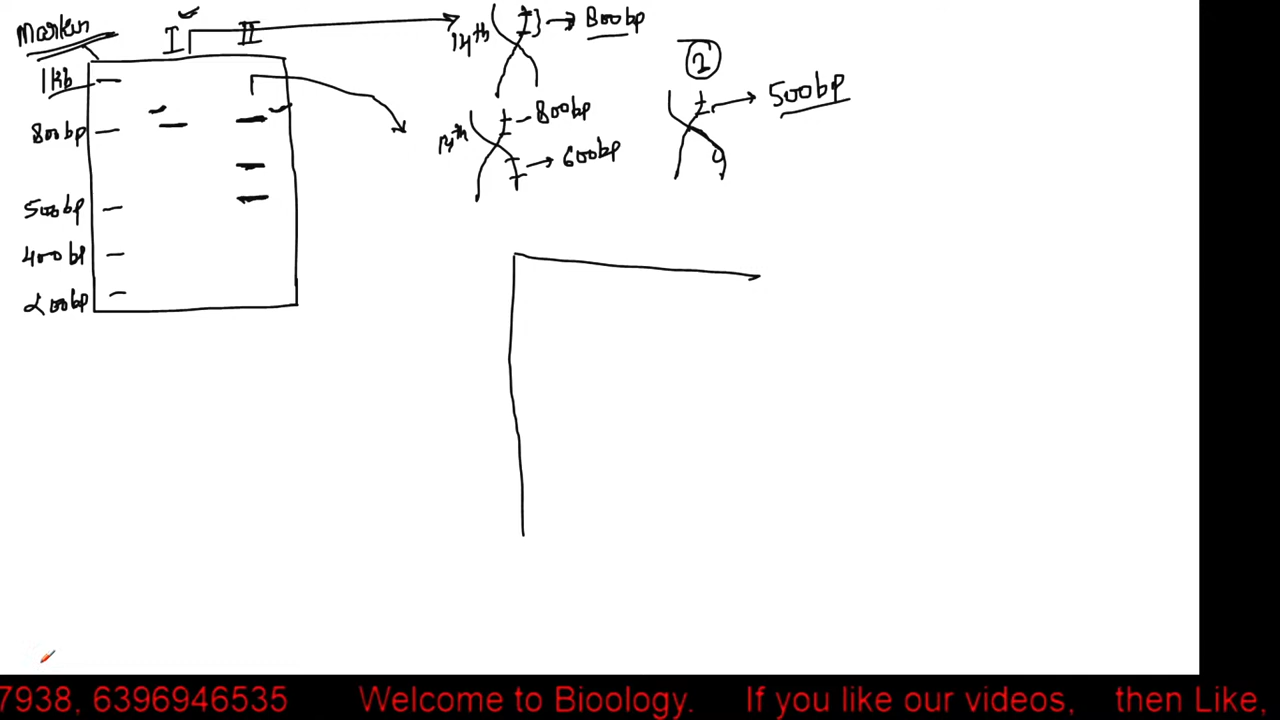 Marker
I II
1kb
800bp
500bp
400bp
200bp
14th
800bp
14th
800bp
600bp
2
500bp
7938, 6396946535 Welcome to Bioology. If you like our videos, then Like,